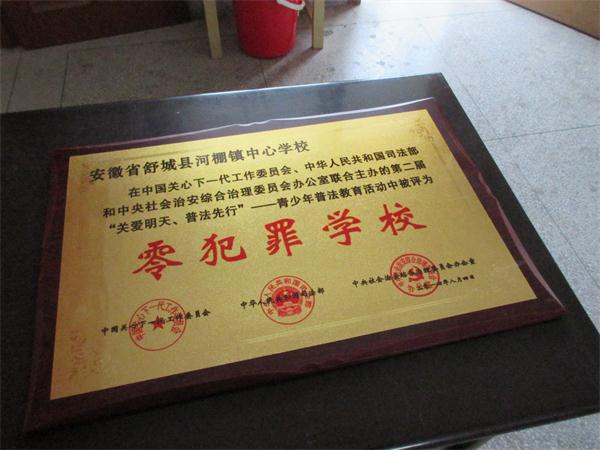 安徽省舒城县河棚镇中心学校
在中国关心下一代工作委员会、中华人民共和国司法部
和中央社会治安综合治理委员会办公室联合主办的第二届
“关爱明天、普法先行”——青少年普法教育活动中被评为
零犯罪学校
中国关心下一代工作委员会
中华人民共和国司法部
中央社会治安综合治理委员会办公室
年八月四日